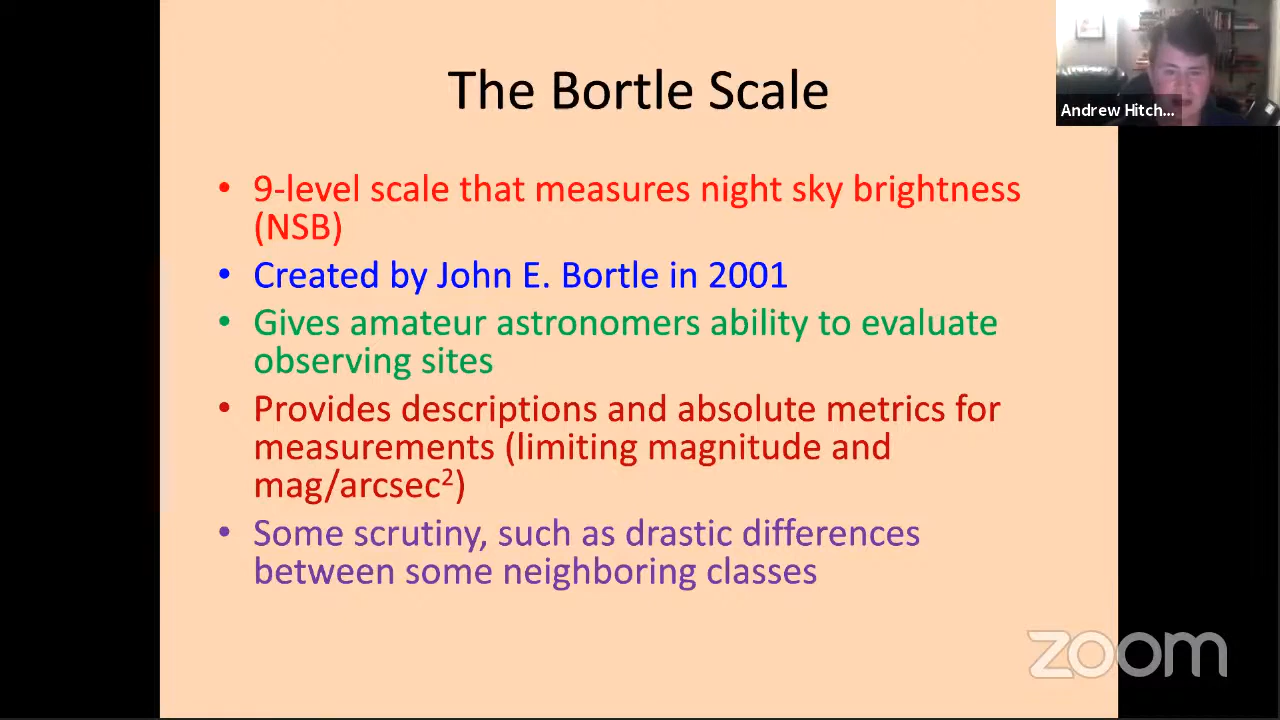 The Bortle Scale
Andrew Hitch...
• 9-level scale that measures night sky brightness
(NSB)
• Created by John E. Bortle in 2001
• Gives amateur astronomers ability to evaluate
observing sites
• Provides descriptions and absolute metrics for
measurements (limiting magnitude and
mag/arcsec²)
• Some scrutiny, such as drastic differences
between some neighboring classes
zoom